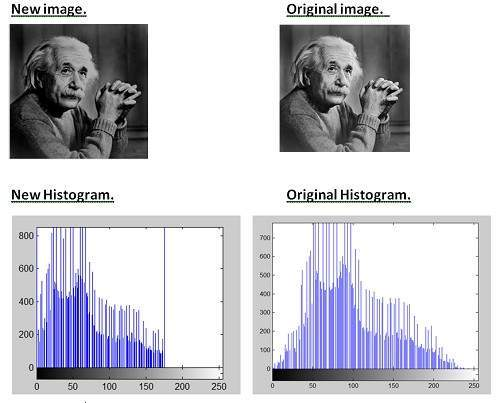 New image.
Original image.
New Histogram.
Original Histogram.
800
600
400
200
0
0 50 100 150 200 250
700
600
500
400
300
200
100
0
0 50 100 150 200 250